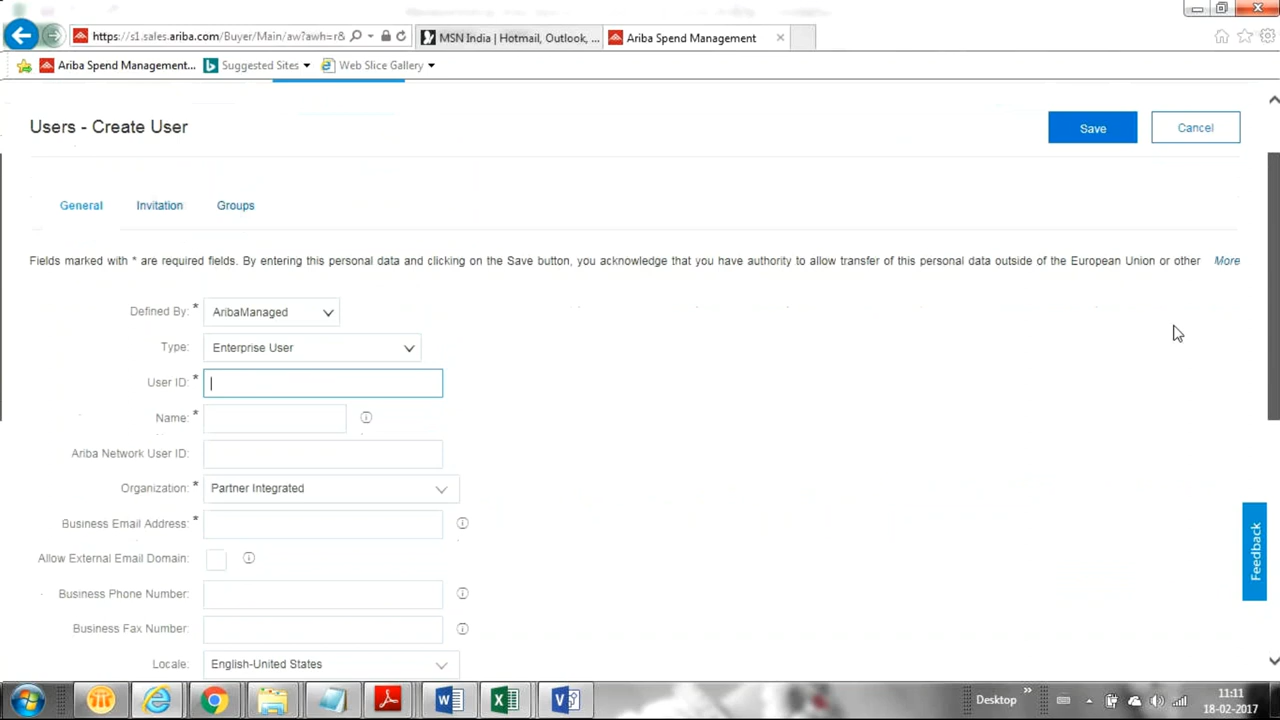 https://s1.sales.ariba.com/Buyer/Main/aw?awh=r&
MSN India | Hotmail, Outlook, ...
Ariba Spend Management
Ariba Spend Management...
Suggested Sites
Web Slice Gallery
Users - Create User
Save
Cancel
General
Invitation
Groups
Fields marked with * are required fields. By entering this personal data and clicking on the Save button, you acknowledge that you have authority to allow transfer of this personal data outside of the European Union or other More
Defined By: * AribaManaged
Type: Enterprise User
User ID: *
Name: *
Ariba Network User ID:
Organization: * Partner Integrated
Business Email Address: *
Allow External Email Domain:
Business Phone Number:
Business Fax Number:
Locale: English-United States
Feedback
Desktop
11:11
18-02-2017